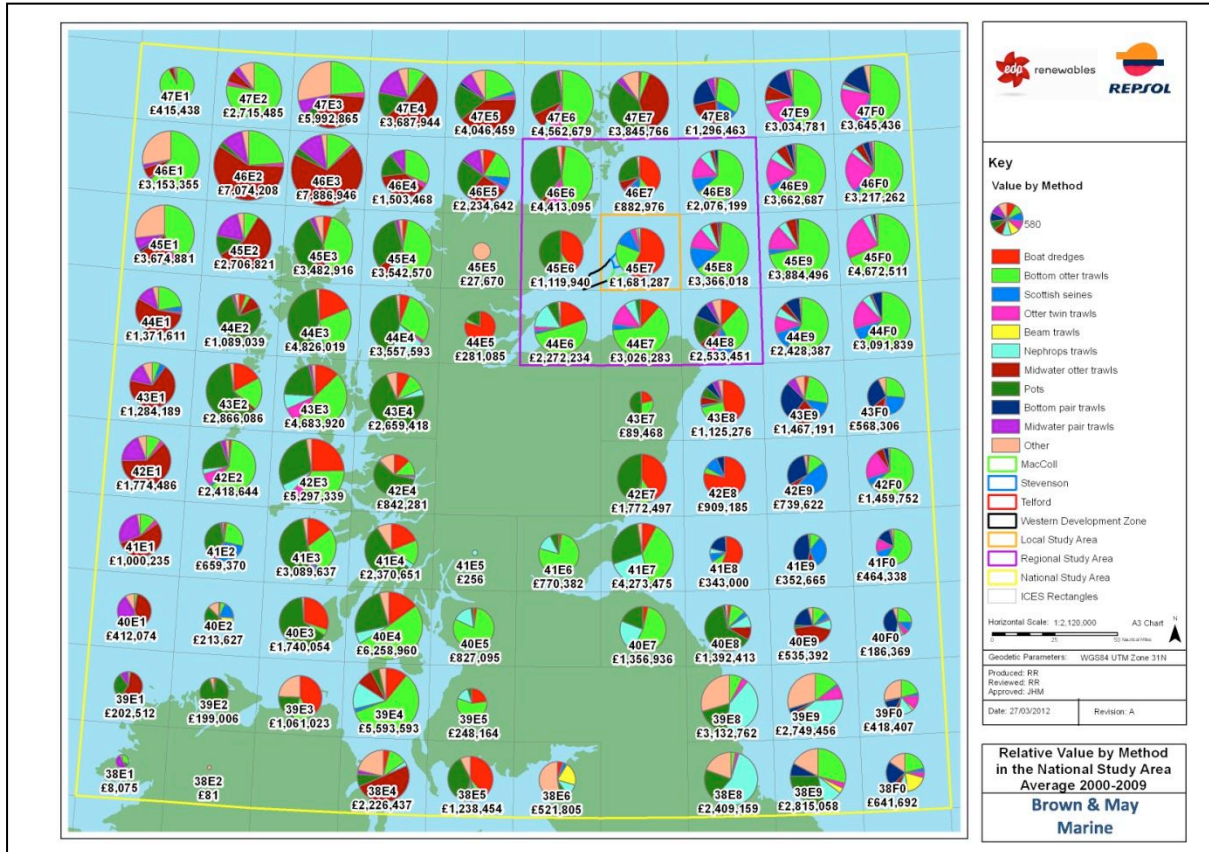 47E1
£415,438
47E2
£2,715,485
47E3
£5,992,865
47E4
£3,687,944
47E5
£4,046,459
47E6
£4,562,679
47E7
£3,845,766
47E8
£1,296,463
47E9
£3,034,781
47F0
£3,645,436
46E1
£3,153,355
46E2
£7,074,208
46E3
£7,886,946
46E4
£1,503,468
46E5
£2,234,642
46E6
£4,413,095
46E7
£882,976
46E8
£2,076,199
46E9
£3,662,687
46F0
£3,217,262
45E1
£3,674,881
45E2
£2,706,821
45E3
£3,482,916
45E4
£3,542,570
45E5
£27,670
45E6
£1,119,940
45E7
£1,681,287
45E8
£3,366,018
45E9
£3,884,496
45F0
£4,672,511
44E1
£1,371,611
44E2
£1,089,039
44E3
£4,826,019
44E4
£3,557,593
44E5
£281,085
44E6
£2,272,234
44E7
£3,026,283
44E8
£2,533,451
44E9
£2,428,387
44F0
£3,091,839
43E1
£1,284,189
43E2
£2,866,086
43E3
£4,683,920
43E4
£2,659,418
43E7
£89,468
43E8
£1,125,276
43E9
£1,467,191
43F0
£568,306
42E1
£1,774,486
42E2
£2,418,644
42E3
£5,297,339
42E4
£842,281
42E7
£1,772,497
42E8
£909,185
42E9
£739,622
42F0
£1,459,752
41E1
£1,000,235
41E2
£659,370
41E3
£3,089,637
41E4
£2,370,651
41E5
£256
41E6
£770,382
41E7
£4,273,475
41E8
£343,000
41E9
£352,665
41F0
£464,338
40E1
£412,074
40E2
£213,627
40E3
£1,740,054
40E4
£6,258,960
40E5
£827,095
40E7
£1,356,936
40E8
£1,392,413
40E9
£535,392
40F0
£186,369
39E1
£202,512
39E2
£199,006
39E3
£1,061,023
39E4
£5,593,593
39E5
£248,164
39E8
£3,132,762
39E9
£2,749,456
39F0
£418,407
38E1
£8,075
38E2
£81
38E4
£2,226,437
38E5
£1,238,454
38E6
£521,805
38E8
£2,409,159
38E9
£2,815,058
38F0
£641,692
edp renewables
REPSOL
Key
Value by Method
580
Boat dredges
Bottom otter trawls
Scottish seines
Otter twin trawls
Beam trawls
Nephrops trawls
Midwater otter trawls
Pots
Bottom pair trawls
Midwater pair trawls
Other
MacColl
Stevenson
Telford
Western Development Zone
Local Study Area
Regional Study Area
National Study Area
ICES Rectangles
Horizontal Scale: 1:2,120,000 A3 Chart N
0 25 50 Nautical Miles
Geodetic Parameters: WGS84 UTM Zone 31N
Produced: RR
Reviewed: RR
Approved: JHM
Date: 27/03/2012 Revision: A
Relative Value by Method
in the National Study Area
Average 2000-2009
Brown & May
Marine